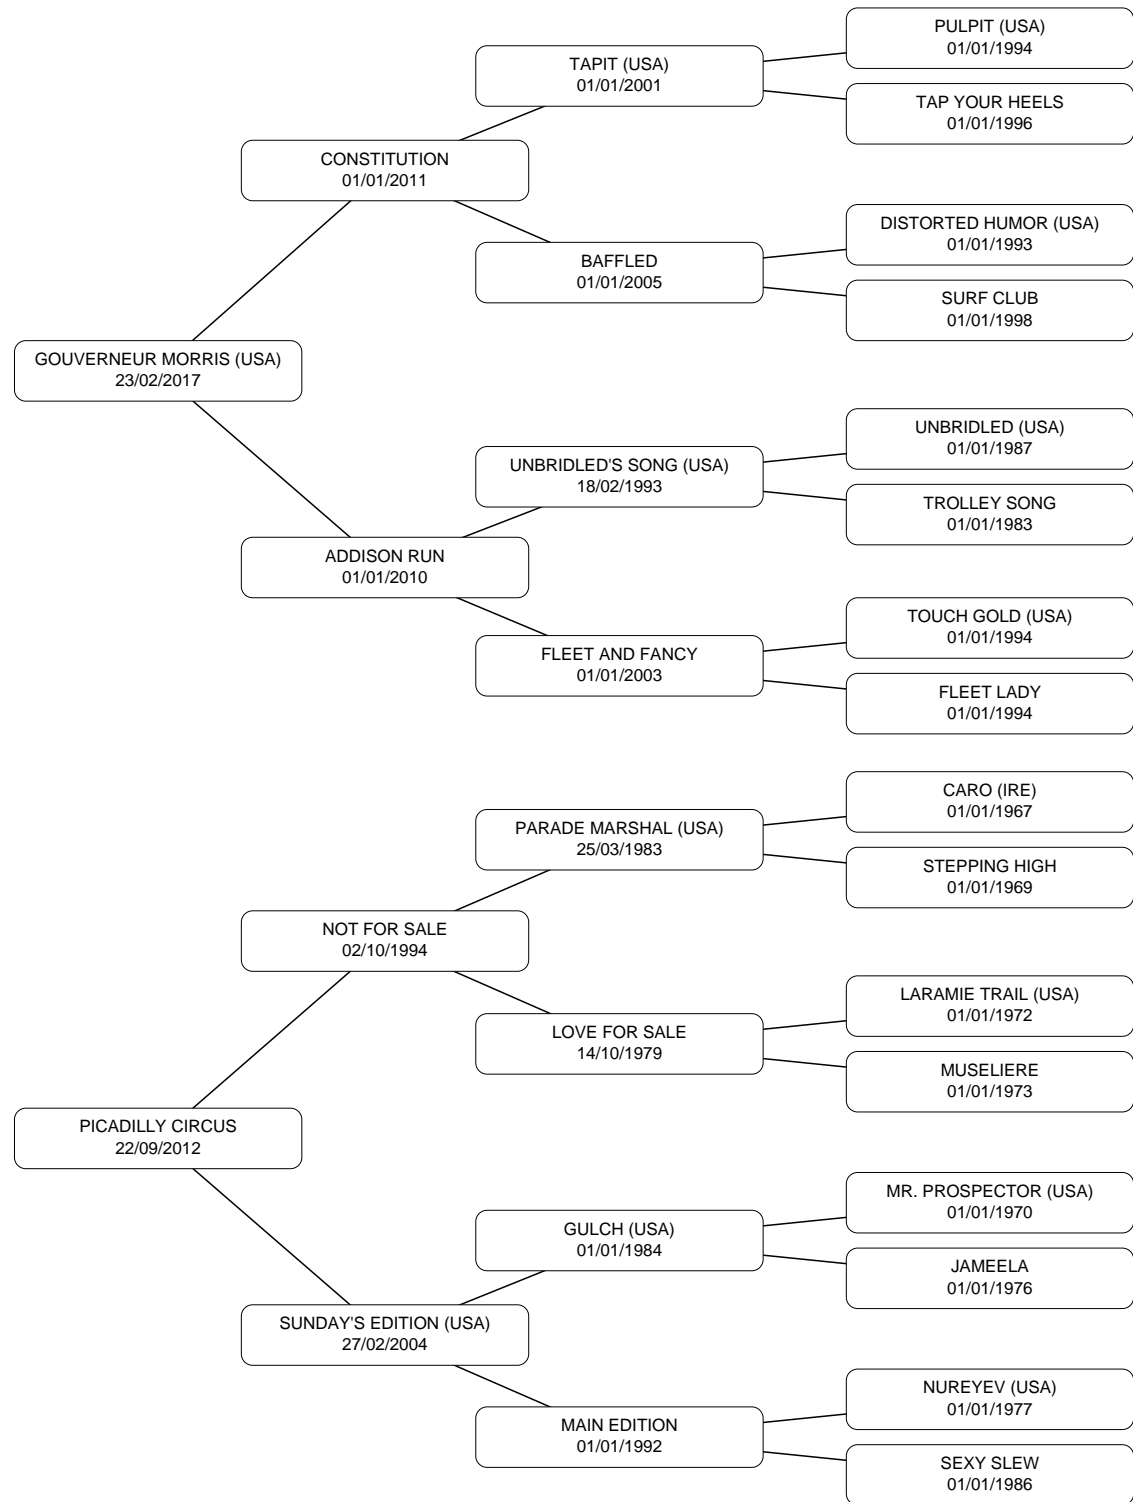 PULPIT (USA)
01/01/1994
TAPIT (USA)
01/01/2001
TAP YOUR HEELS
01/01/1996
CONSTITUTION
01/01/2011
DISTORTED HUMOR (USA)
01/01/1993
BAFFLED
01/01/2005
SURF CLUB
01/01/1998
GOUVERNEUR MORRIS (USA)
23/02/2017
UNBRIDLED (USA)
01/01/1987
UNBRIDLED'S SONG (USA)
18/02/1993
TROLLEY SONG
01/01/1983
ADDISON RUN
01/01/2010
TOUCH GOLD (USA)
01/01/1994
FLEET AND FANCY
01/01/2003
FLEET LADY
01/01/1994
CARO (IRE)
01/01/1967
PARADE MARSHAL (USA)
25/03/1983
STEPPING HIGH
01/01/1969
NOT FOR SALE
02/10/1994
LARAMIE TRAIL (USA)
01/01/1972
LOVE FOR SALE
14/10/1979
MUSELIERE
01/01/1973
PICADILLY CIRCUS
22/09/2012
MR. PROSPECTOR (USA)
01/01/1970
GULCH (USA)
01/01/1984
JAMEELA
01/01/1976
SUNDAY'S EDITION (USA)
27/02/2004
NUREYEV (USA)
01/01/1977
MAIN EDITION
01/01/1992
SEXY SLEW
01/01/1986